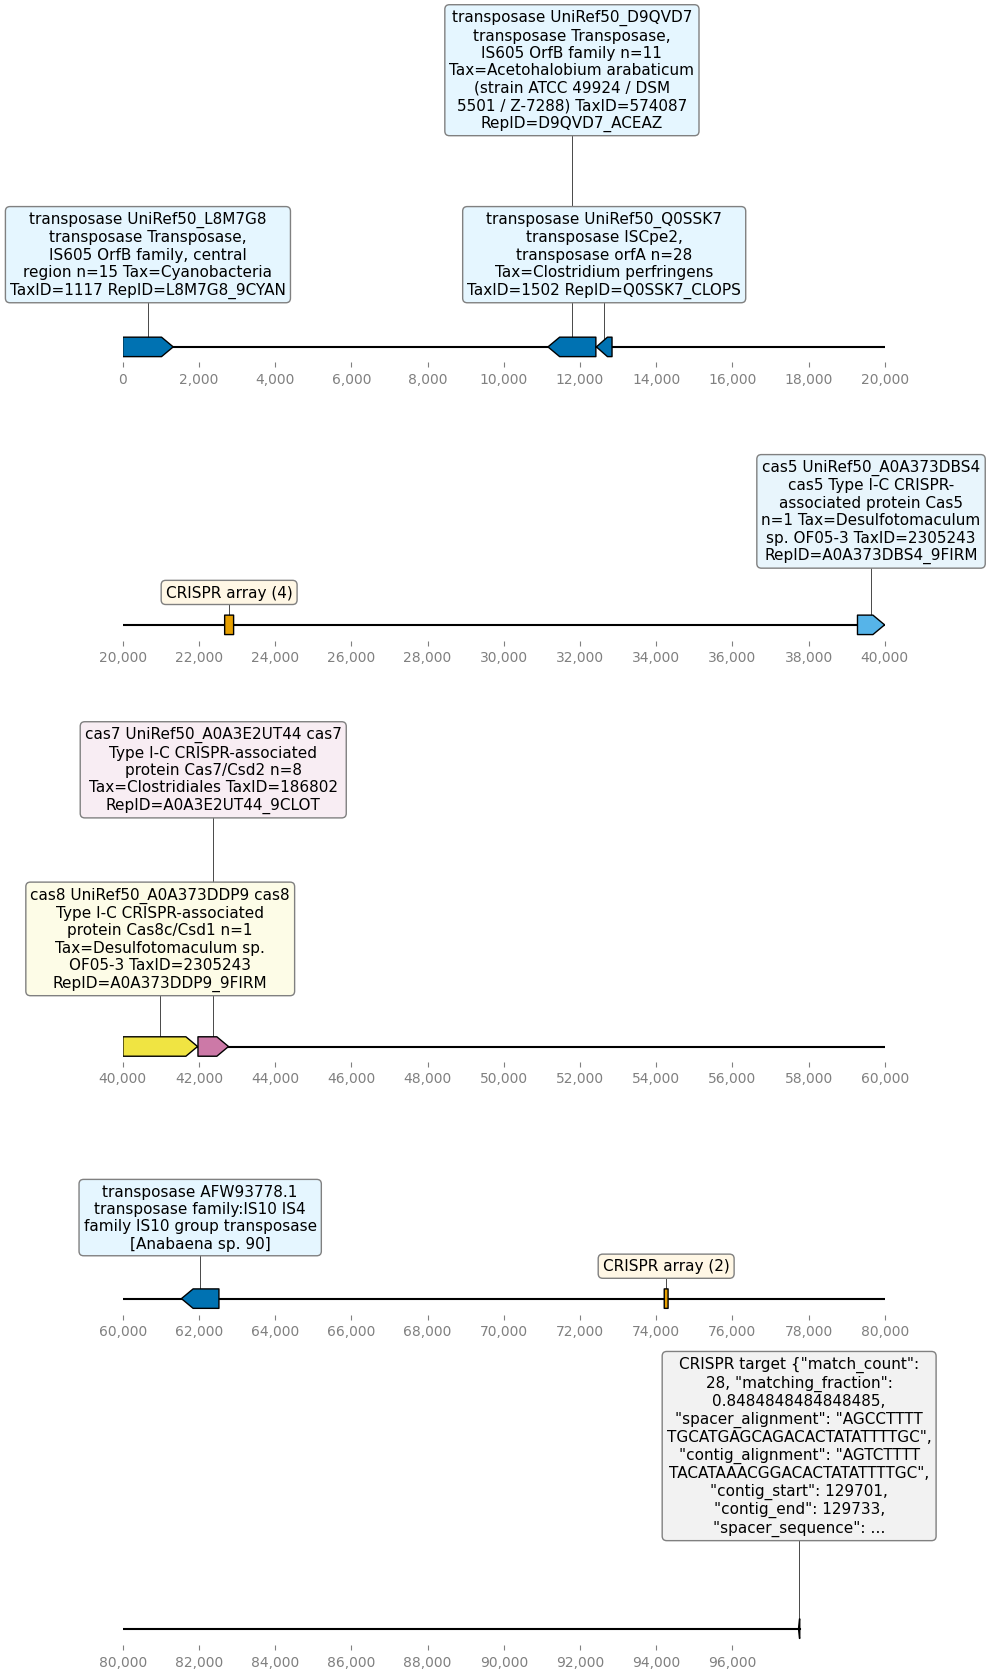 transposase UniRef50_D9QVD7
transposase Transposase,
IS605 OrfB family n=11
Tax=Acetohalobium arabaticum
(strain ATCC 49924 / DSM
5501 / Z-7288) TaxID=574087
RepID=D9QVD7_ACEAZ
transposase UniRef50_L8M7G8
transposase Transposase,
IS605 OrfB family, central
region n=15 Tax=Cyanobacteria
TaxID=1117 RepID=L8M7G8_9CYAN
transposase UniRef50_Q0SSK7
transposase ISCpe2,
transposase orfA n=28
Tax=Clostridium perfringens
TaxID=1502 RepID=Q0SSK7_CLOPS
0 2,000 4,000 6,000 8,000 10,000 12,000 14,000 16,000 18,000 20,000
cas5 UniRef50_A0A373DBS4
cas5 Type I-C CRISPR-
associated protein Cas5
n=1 Tax=Desulfotomaculum
sp. OF05-3 TaxID=2305243
RepID=A0A373DBS4_9FIRM
CRISPR array (4)
20,000 22,000 24,000 26,000 28,000 30,000 32,000 34,000 36,000 38,000 40,000
cas7 UniRef50_A0A3E2UT44 cas7
Type I-C CRISPR-associated
protein Cas7/Csd2 n=8
Tax=Clostridiales TaxID=186802
RepID=A0A3E2UT44_9CLOT
cas8 UniRef50_A0A373DDP9 cas8
Type I-C CRISPR-associated
protein Cas8c/Csd1 n=1
Tax=Desulfotomaculum sp.
OF05-3 TaxID=2305243
RepID=A0A373DDP9_9FIRM
40,000 42,000 44,000 46,000 48,000 50,000 52,000 54,000 56,000 58,000 60,000
transposase AFW93778.1
transposase family:IS10 IS4
family IS10 group transposase
[Anabaena sp. 90]
CRISPR array (2)
60,000 62,000 64,000 66,000 68,000 70,000 72,000 74,000 76,000 78,000 80,000
CRISPR target {"match_count":
28, "matching_fraction":
0.8484848484848485,
"spacer_alignment": "AGCCTTTT
TGCATGAGCAGACACTATATTTTGC",
"contig_alignment": "AGTCTTTT
TACATAAACGGACACTATATTTTGC",
"contig_start": 129701,
"contig_end": 129733,
"spacer_sequence": ...
80,000 82,000 84,000 86,000 88,000 90,000 92,000 94,000 96,000